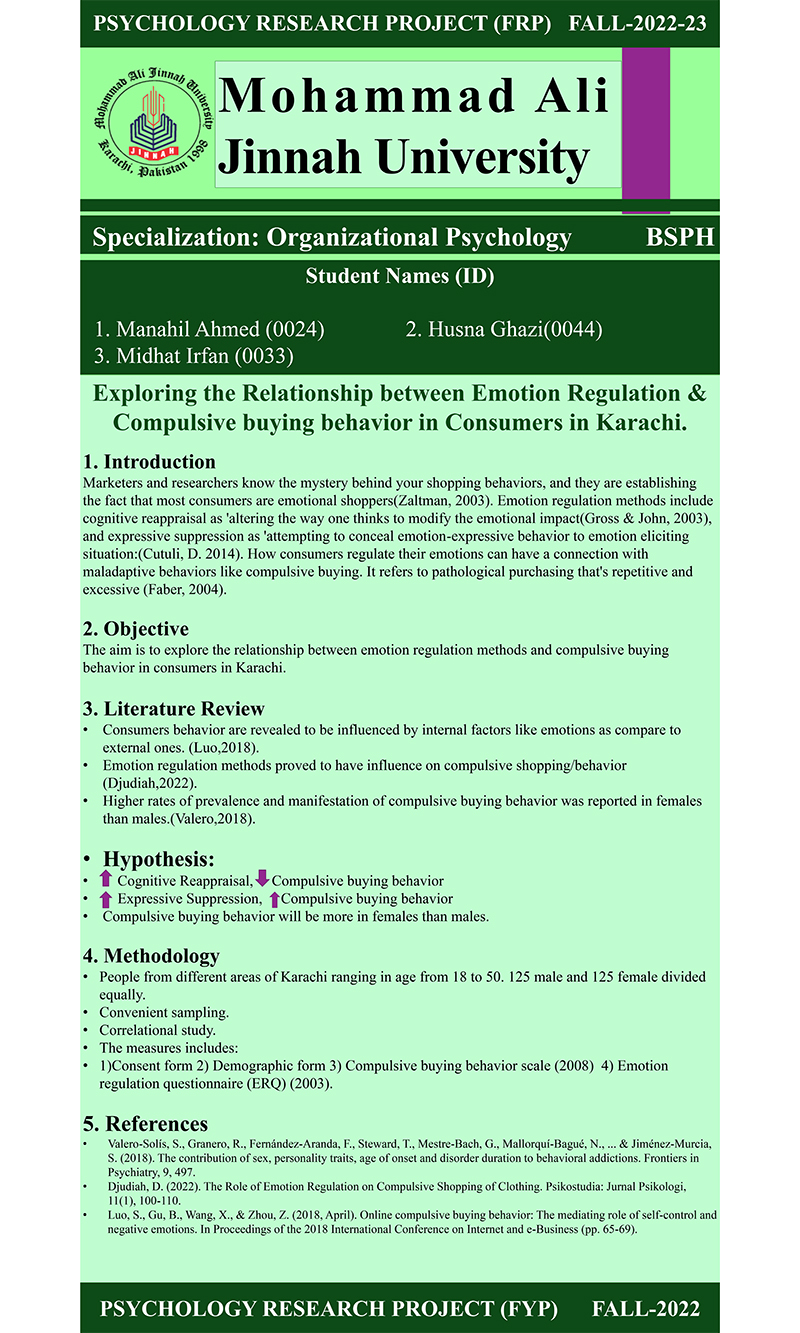 PSYCHOLOGY RESEARCH PROJECT (FRP) FALL-2022-23
Mohammad Ali Jinnah University
Karachi, Pakistan 1998
JINNAH
Mohammad Ali
Jinnah University
Specialization: Organizational Psychology BSPH
Student Names (ID)
1. Manahil Ahmed (0024) 2. Husna Ghazi(0044)
3. Midhat Irfan (0033)
Exploring the Relationship between Emotion Regulation &
Compulsive buying behavior in Consumers in Karachi.
1. Introduction
Marketers and researchers know the mystery behind your shopping behaviors, and they are establishing
the fact that most consumers are emotional shoppers(Zaltman, 2003). Emotion regulation methods include
cognitive reappraisal as 'altering the way one thinks to modify the emotional impact(Gross & John, 2003),
and expressive suppression as 'attempting to conceal emotion-expressive behavior to emotion eliciting
situation:(Cutuli, D. 2014). How consumers regulate their emotions can have a connection with
maladaptive behaviors like compulsive buying. It refers to pathological purchasing that's repetitive and
excessive (Faber, 2004).
2. Objective
The aim is to explore the relationship between emotion regulation methods and compulsive buying
behavior in consumers in Karachi.
3. Literature Review
• Consumers behavior are revealed to be influenced by internal factors like emotions as compare to
external ones. (Luo,2018).
• Emotion regulation methods proved to have influence on compulsive shopping/behavior
(Djudiah,2022).
• Higher rates of prevalence and manifestation of compulsive buying behavior was reported in females
than males.(Valero,2018).
• Hypothesis:
• Cognitive Reappraisal, Compulsive buying behavior
• Expressive Suppression, Compulsive buying behavior
• Compulsive buying behavior will be more in females than males.
4. Methodology
• People from different areas of Karachi ranging in age from 18 to 50. 125 male and 125 female divided
equally.
• Convenient sampling.
• Correlational study.
• The measures includes:
• 1)Consent form 2) Demographic form 3) Compulsive buying behavior scale (2008) 4) Emotion
regulation questionnaire (ERQ) (2003).
5. References
• Valero-Solís, S., Granero, R., Fernández-Aranda, F., Steward, T., Mestre-Bach, G., Mallorquí-Bagué, N., ... & Jiménez-Murcia,
S. (2018). The contribution of sex, personality traits, age of onset and disorder duration to behavioral addictions. Frontiers in
Psychiatry, 9, 497.
• Djudiah, D. (2022). The Role of Emotion Regulation on Compulsive Shopping of Clothing. Psikostudia: Jurnal Psikologi,
11(1), 100-110.
• Luo, S., Gu, B., Wang, X., & Zhou, Z. (2018, April). Online compulsive buying behavior: The mediating role of self-control and
negative emotions. In Proceedings of the 2018 International Conference on Internet and e-Business (pp. 65-69).
PSYCHOLOGY RESEARCH PROJECT (FYP) FALL-2022